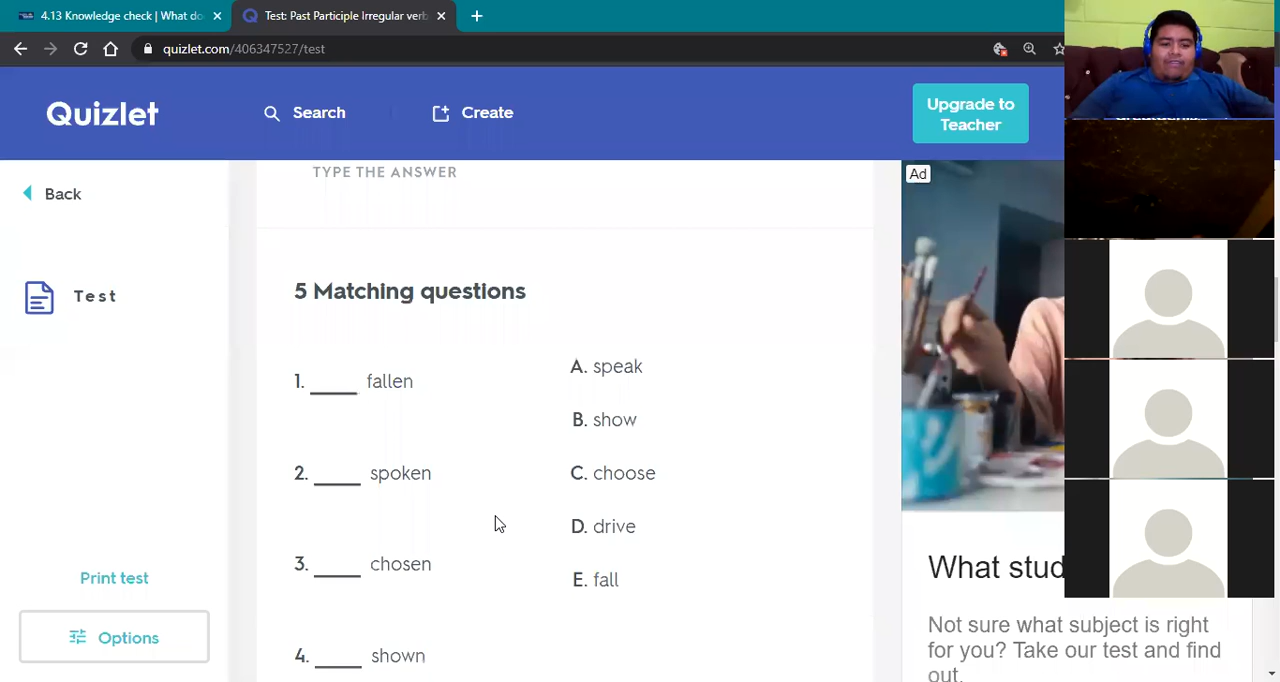 4.13 Knowledge check | What do
Test: Past Participle Irregular verb
quizlet.com/406347527/test
Quizlet
Search
Create
Upgrade to
Teacher
Back
Test
Print test
Options
TYPE THE ANSWER
5 Matching questions
1. ____ fallen
2. ____ spoken
3. ____ chosen
4. ____ shown
A. speak
B. show
C. choose
D. drive
E. fall
Ad
What stud
Not sure what subject is right
for you? Take our test and find
out.